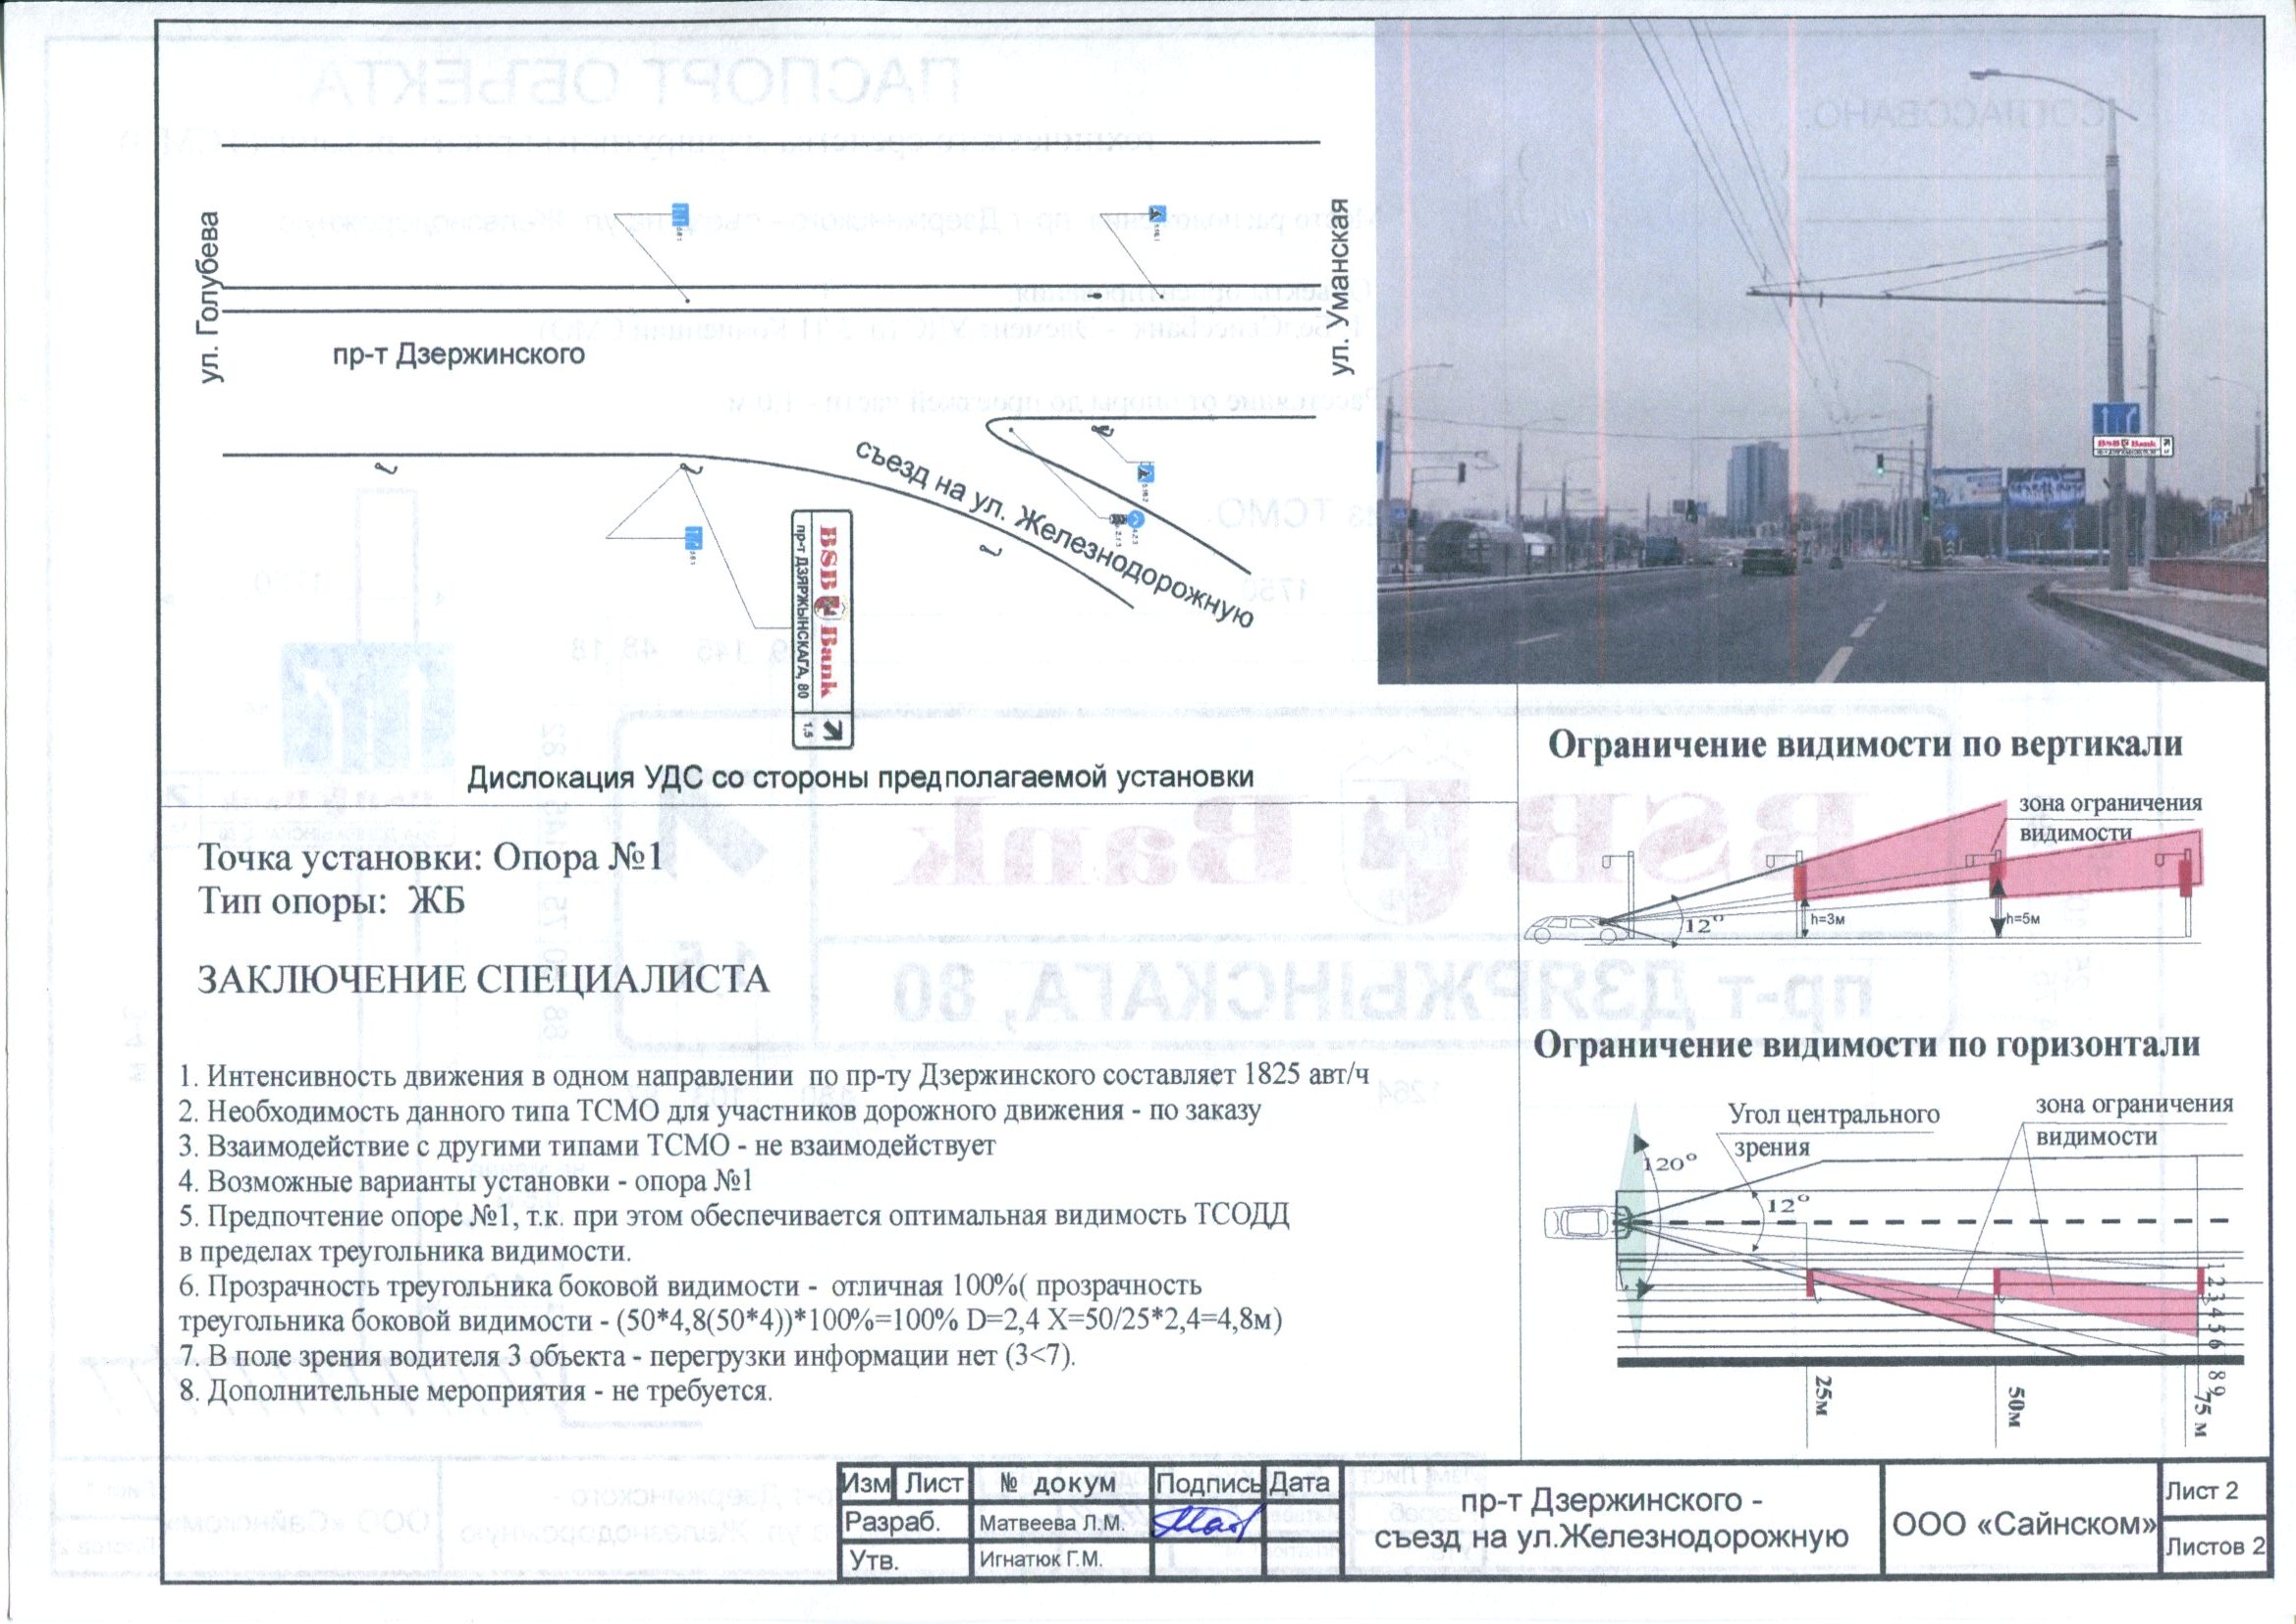 ул. Голубева
пр-т Дзержинского
ул. Уманская
съезд на ул. Железнодорожную
BSB Bank
пр-т ДЗЯРЖЫНСКАГА, 80
1,5
Дислокация УДС со стороны предполагаемой установки
BSB Bank
Точка установки: Опора №1
Тип опоры: ЖБ
ЗАКЛЮЧЕНИЕ СПЕЦИАЛИСТА
1. Интенсивность движения в одном направлении по пр-ту Дзержинского составляет 1825 авт/ч
2. Необходимость данного типа ТСМО для участников дорожного движения - по заказу
3. Взаимодействие с другими типами ТСМО - не взаимодействует
4. Возможные варианты установки - опора №1
5. Предпочтение опоре №1, т.к. при этом обеспечивается оптимальная видимость ТСОДД
в пределах треугольника видимости.
6. Прозрачность треугольника боковой видимости - отличная 100%( прозрачность
треугольника боковой видимости - (50*4,8(50*4))*100%=100% D=2,4 X=50/25*2,4=4,8м)
7. В поле зрения водителя 3 объекта - перегрузки информации нет (3<7).
8. Дополнительные мероприятия - не требуется.
Ограничение видимости по вертикали
зона ограничения
видимости
12°
h=3м
h=5м
Ограничение видимости по горизонтали
Угол центрального
зрения
зона ограничения
видимости
120°
12°
1 2 3 4 5 6 8 9
25м
50м
75 м
Изм Лист № докум Подпись Дата
Разраб. Матвеева Л.М.
Утв. Игнатюк Г.М.
пр-т Дзержинского -
съезд на ул.Железнодорожную
ООО «Сайнском»
Лист 2
Листов 2